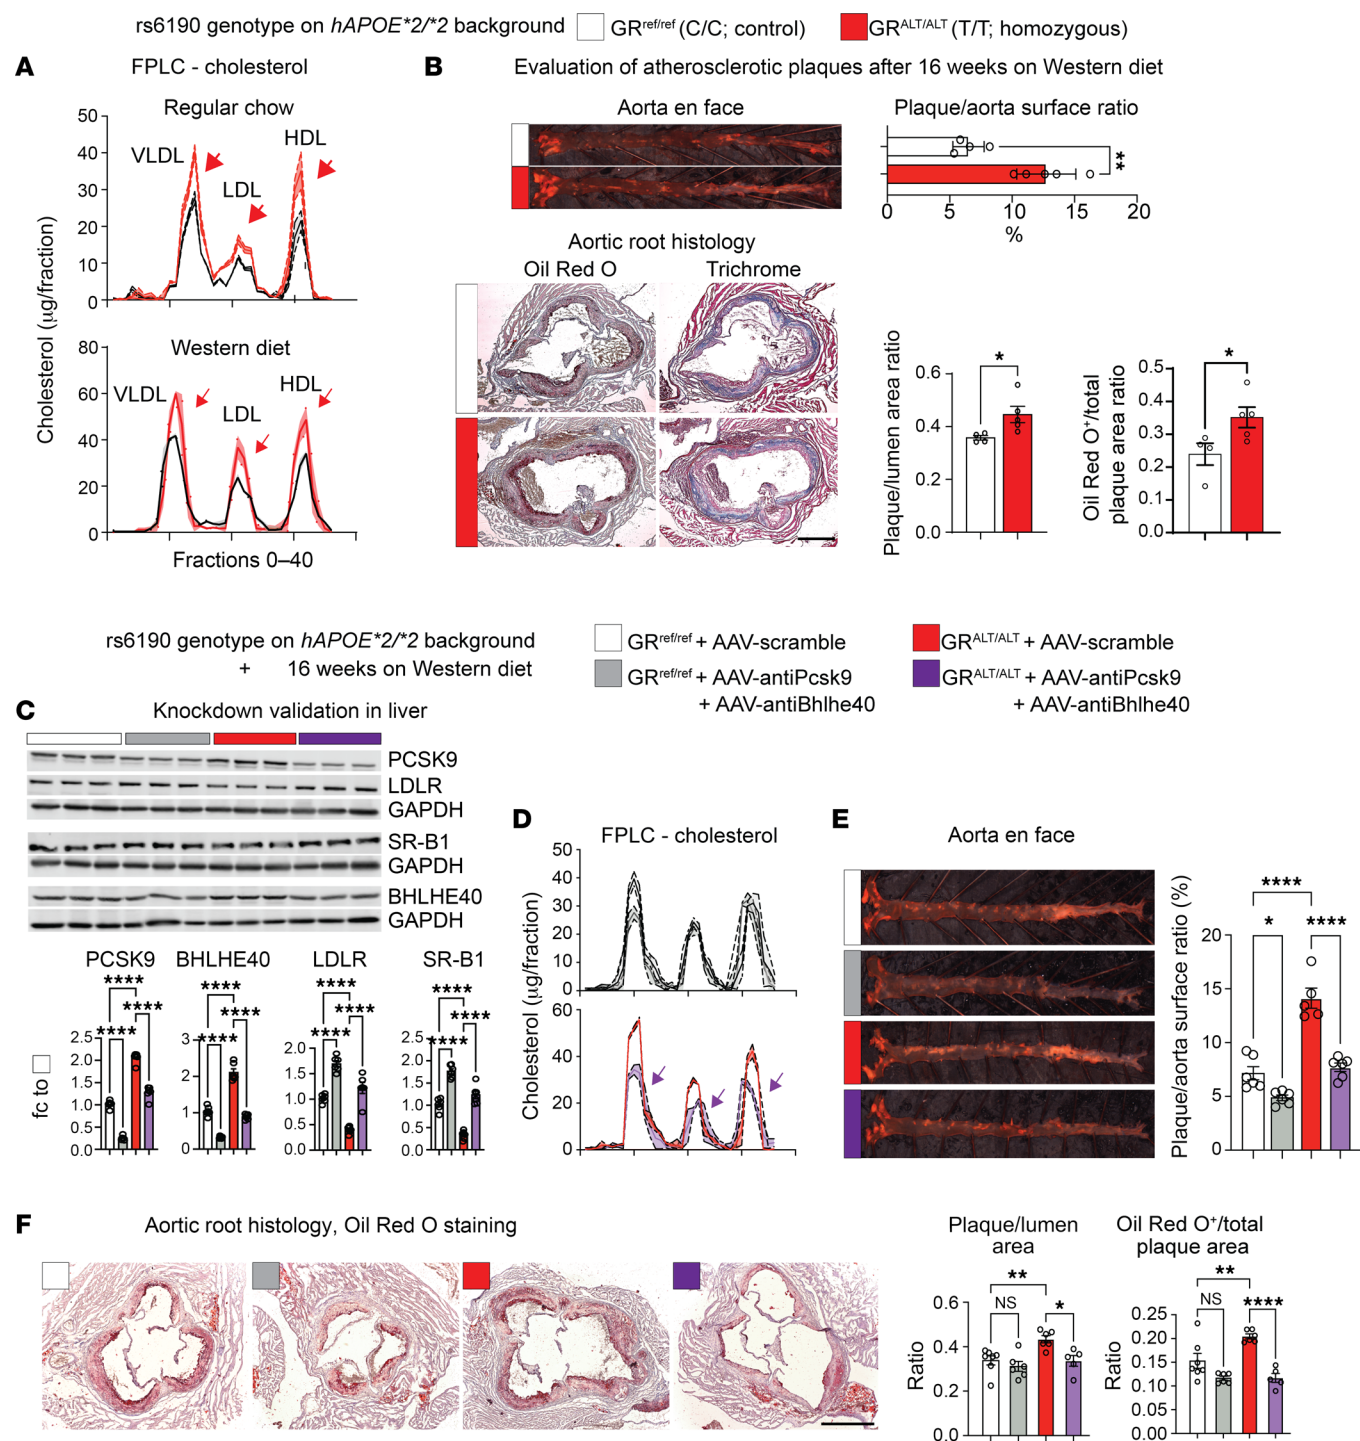 rs6190 genotype on hAPOE*2/*2 background
GRref/ref (C/C; control)
GRALT/ALT (T/T; homozygous)
A
FPLC - cholesterol
Regular chow
Cholesterol (µg/fraction)
50
40
30
20
10
0
VLDL
LDL
HDL
Western diet
80
60
40
20
0
VLDL
LDL
HDL
Fractions 0–40
B
Evaluation of atherosclerotic plaques after 16 weeks on Western diet
Aorta en face
Plaque/aorta surface ratio
**
0 5 10 15 20
%
Aortic root histology
Oil Red O
Trichrome
Plaque/lumen area ratio
0.6
0.4
0.2
0.0
*
Oil Red O+/total
plaque area ratio
0.5
0.4
0.3
0.2
0.1
0.0
*
rs6190 genotype on hAPOE*2/*2 background
+ 16 weeks on Western diet
GRref/ref + AAV-scramble
GRref/ref + AAV-antiPcsk9
+ AAV-antiBhlhe40
GRALT/ALT + AAV-scramble
GRALT/ALT + AAV-antiPcsk9
+ AAV-antiBhlhe40
C
Knockdown validation in liver
PCSK9
LDLR
GAPDH
SR-B1
GAPDH
BHLHE40
GAPDH
fc to
PCSK9
****
****
****
2.5
2.0
1.5
1.0
0.5
0.0
BHLHE40
****
****
****
3
2
1
0
LDLR
****
****
****
2.0
1.5
1.0
0.5
0.0
SR-B1
****
****
****
2.5
2.0
1.5
1.0
0.5
0.0
D
FPLC - cholesterol
Cholesterol (µg/fraction)
50
40
30
20
10
0
60
40
20
0
E
Aorta en face
Plaque/aorta surface ratio (%)
****
*
****
20
15
10
5
0
F
Aortic root histology, Oil Red O staining
Plaque/lumen
area
**
NS
*
Ratio
0.6
0.4
0.2
0.0
Oil Red O+/total
plaque area
**
NS
****
Ratio
0.25
0.20
0.15
0.10
0.05
0.00